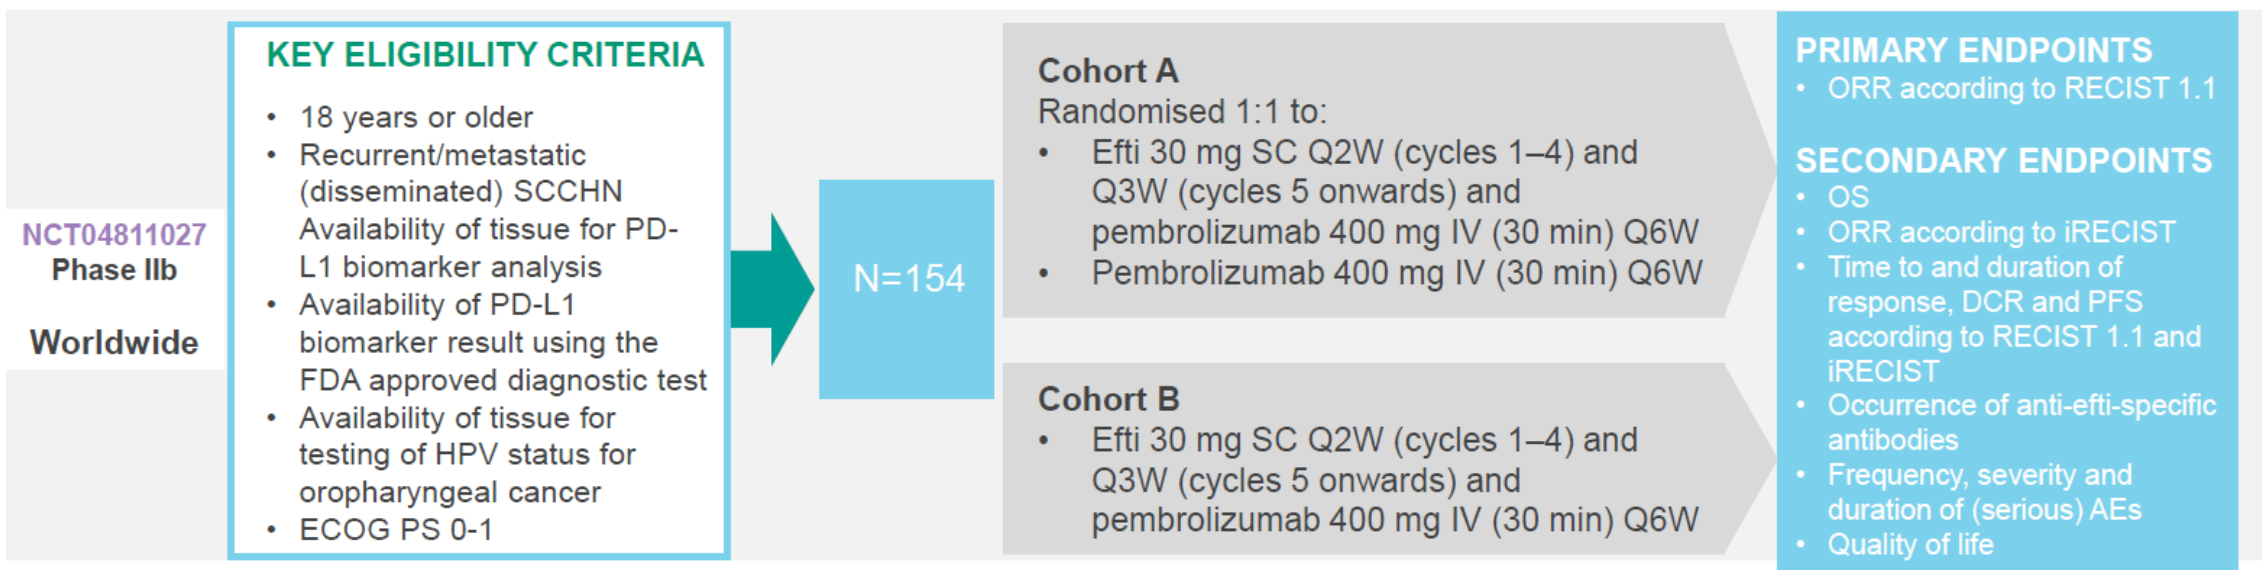 NCT04811027
Phase IIb
Worldwide
KEY ELIGIBILITY CRITERIA
• 18 years or older
• Recurrent/metastatic
(disseminated) SCCHN
Availability of tissue for PD-
L1 biomarker analysis
• Availability of PD-L1
biomarker result using the
FDA approved diagnostic test
• Availability of tissue for
testing of HPV status for
oropharyngeal cancer
• ECOG PS 0-1
N=154
Cohort A
Randomised 1:1 to:
• Efti 30 mg SC Q2W (cycles 1–4) and
Q3W (cycles 5 onwards) and
pembrolizumab 400 mg IV (30 min) Q6W
• Pembrolizumab 400 mg IV (30 min) Q6W
Cohort B
• Efti 30 mg SC Q2W (cycles 1–4) and
Q3W (cycles 5 onwards) and
pembrolizumab 400 mg IV (30 min) Q6W
PRIMARY ENDPOINTS
• ORR according to RECIST 1.1
SECONDARY ENDPOINTS
• OS
• ORR according to iRECIST
• Time to and duration of
response, DCR and PFS
according to RECIST 1.1 and
iRECIST
• Occurrence of anti-efti-specific
antibodies
• Frequency, severity and
duration of (serious) AEs
• Quality of life